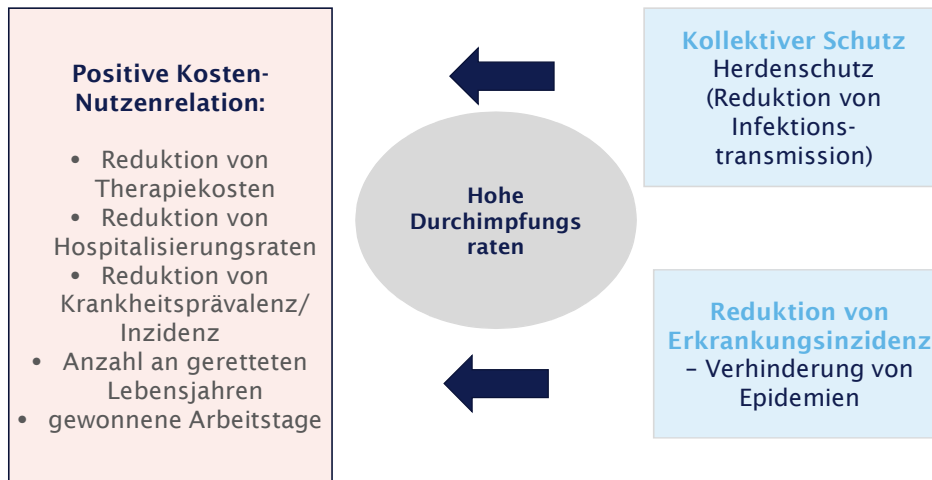 Positive Kosten-
Nutzenrelation:
• Reduktion von
Therapiekosten
• Reduktion von
Hospitalisierungsraten
• Reduktion von
Krankheitsprävalenz/
Inzidenz
• Anzahl an geretteten
Lebensjahren
• gewonnene Arbeitstage
Hohe
Durchimpfungs
raten
Kollektiver Schutz
Herdenschutz
(Reduktion von
Infektions-
transmission)
Reduktion von
Erkrankungsinzidenz
– Verhinderung von
Epidemien